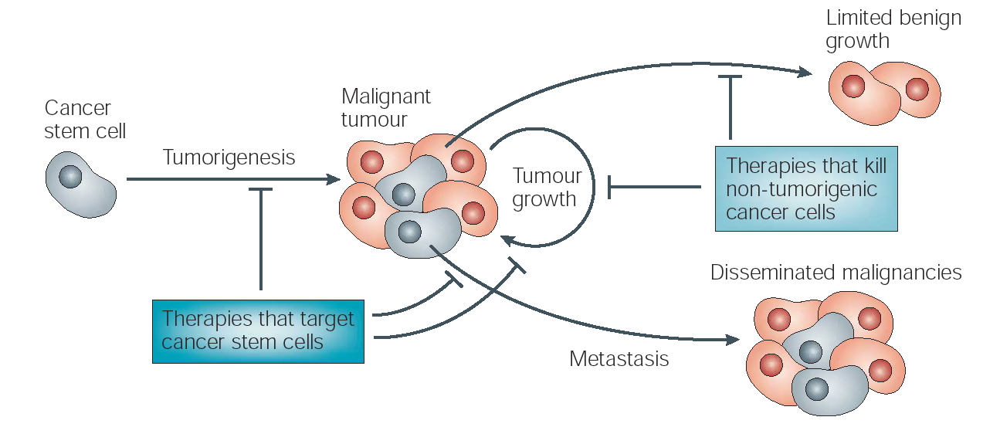 Limited benign
growth
Cancer
stem cell
Malignant
tumour
Tumorigenesis
Tumour
growth
Therapies that kill
non-tumorigenic
cancer cells
Disseminated malignancies
Therapies that target
cancer stem cells
Metastasis